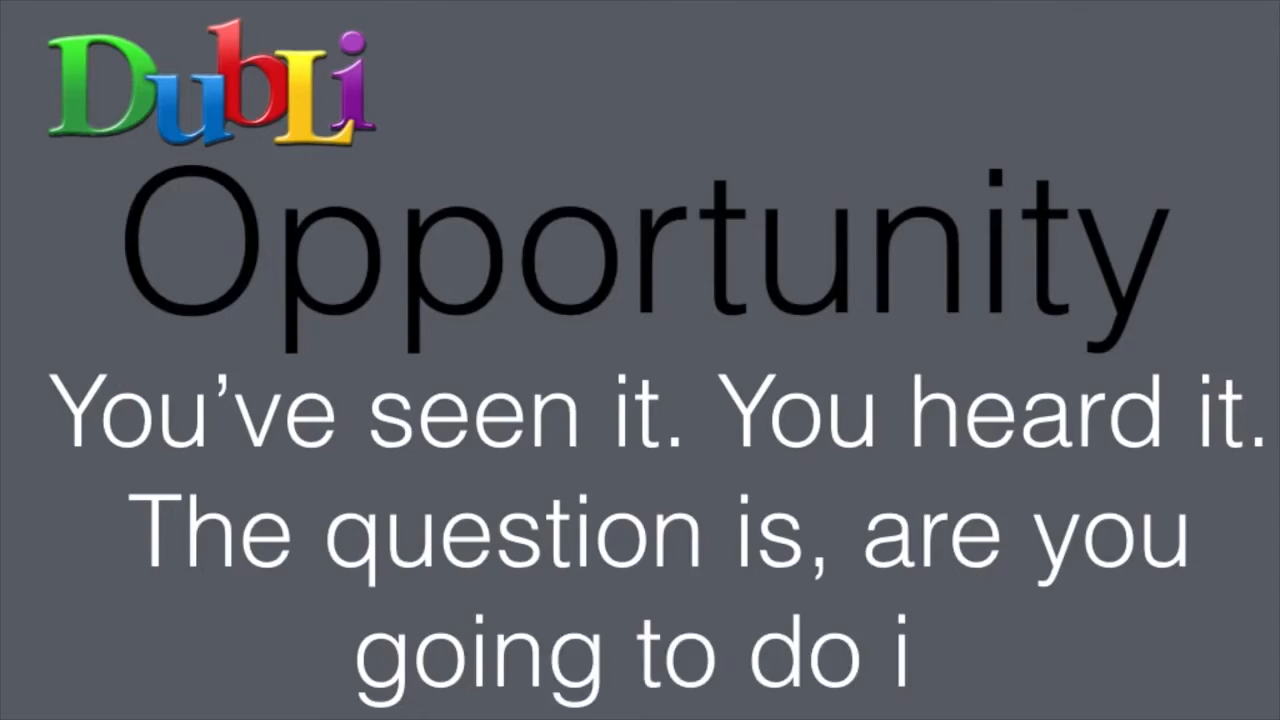 DubLi
Opportunity
You’ve seen it. You heard it.
The question is, are you
going to do i